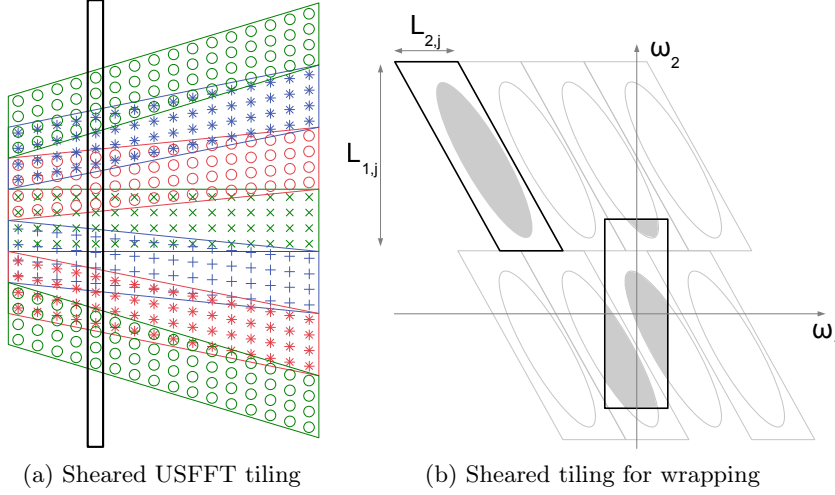 L2,j
ω2
L1,j
ω
(a) Sheared USFFT tiling
(b) Sheared tiling for wrapping